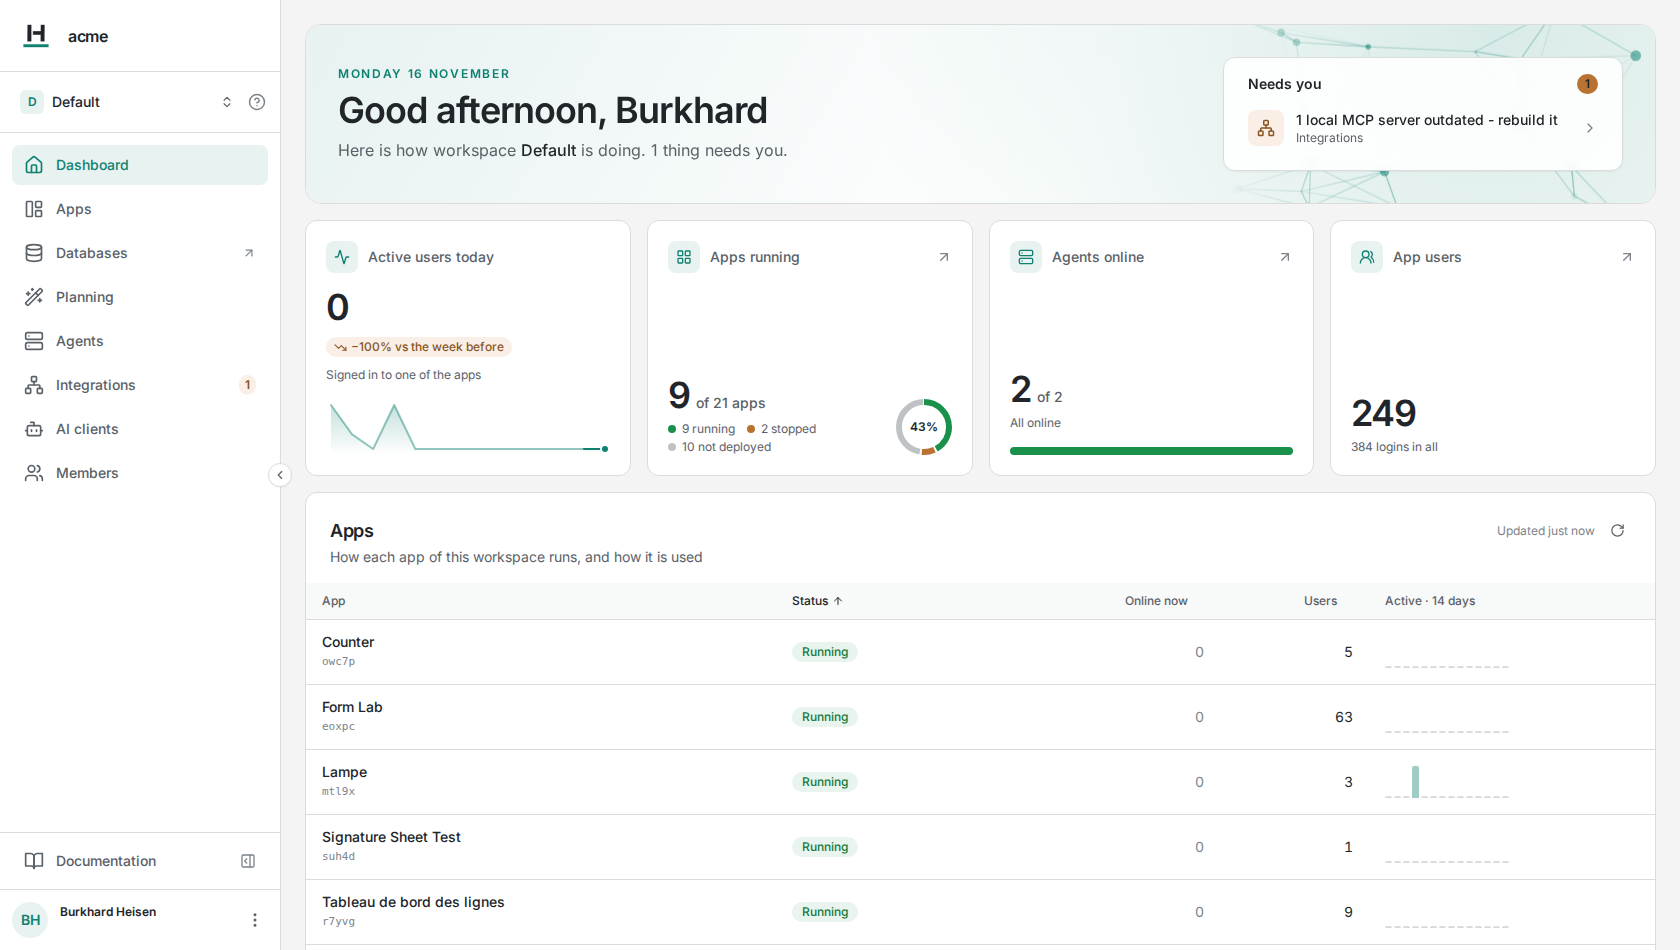 acme
D Default
Dashboard
Apps
Databases
Planning
Agents
Integrations 1
AI clients
Members
Documentation
BH Burkhard Heisen
MONDAY 16 NOVEMBER
Good afternoon, Burkhard
Here is how workspace Default is doing. 1 thing needs you.
Needs you 1
1 local MCP server outdated - rebuild it
Integrations
Active users today
0
−100% vs the week before
Signed in to one of the apps
Apps running
9 of 21 apps
9 running 2 stopped
10 not deployed
43%
Agents online
2 of 2
All online
App users
249
384 logins in all
Apps
How each app of this workspace runs, and how it is used
Updated just now
App Status ↑ Online now Users Active · 14 days
Counter Running 0 5
owc7p
Form Lab Running 0 63
eoxpc
Lampe Running 0 3
mtl9x
Signature Sheet Test Running 0 1
suh4d
Tableau de bord des lignes Running 0 9
r7yvg